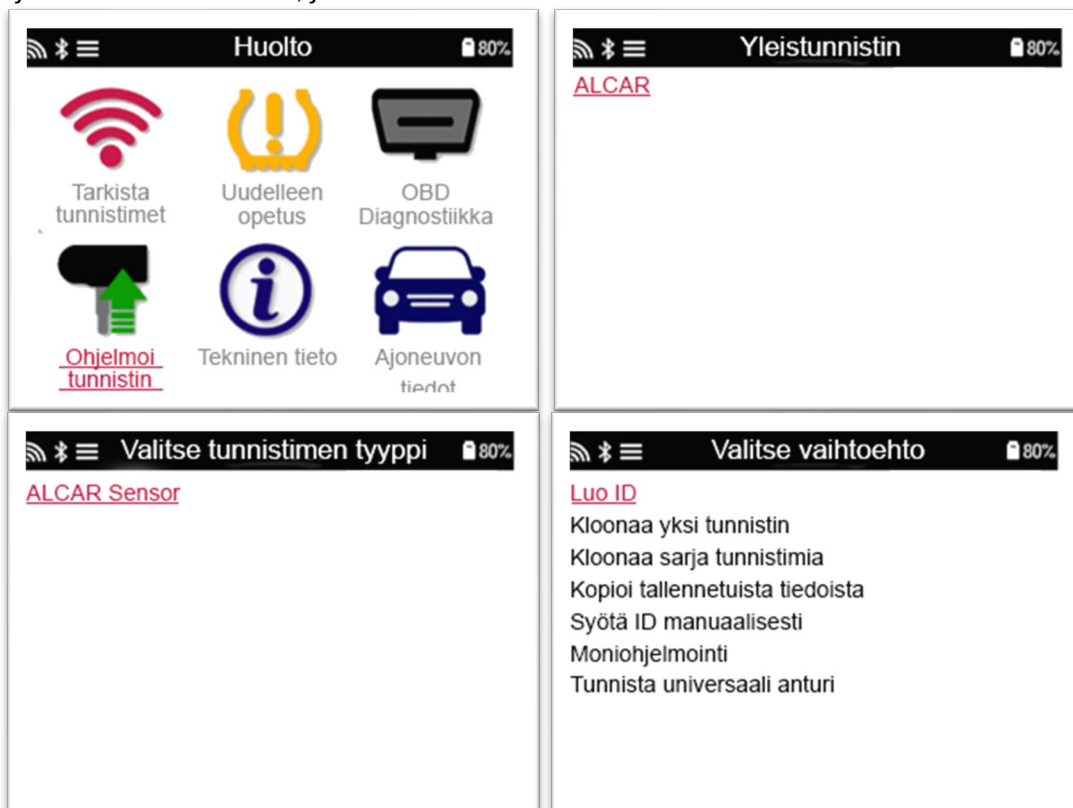 Huolto
80%
Tarkista
tunnistimet
Uudelleen
opetus
OBD
Diagnostiikka
Ohjelmoi
tunnistin
Tekninen tieto
Ajoneuvon
tiedot
Yleistunnistin
80%
ALCAR
Valitse tunnistimen tyyppi
80%
ALCAR Sensor
Valitse vaihtoehto
80%
Luo ID
Kloonaa yksi tunnistin
Kloonaa sarja tunnistimia
Kopioi tallennetuista tiedoista
Syötä ID manuaalisesti
Moniohjelmointi
Tunnista universaali anturi